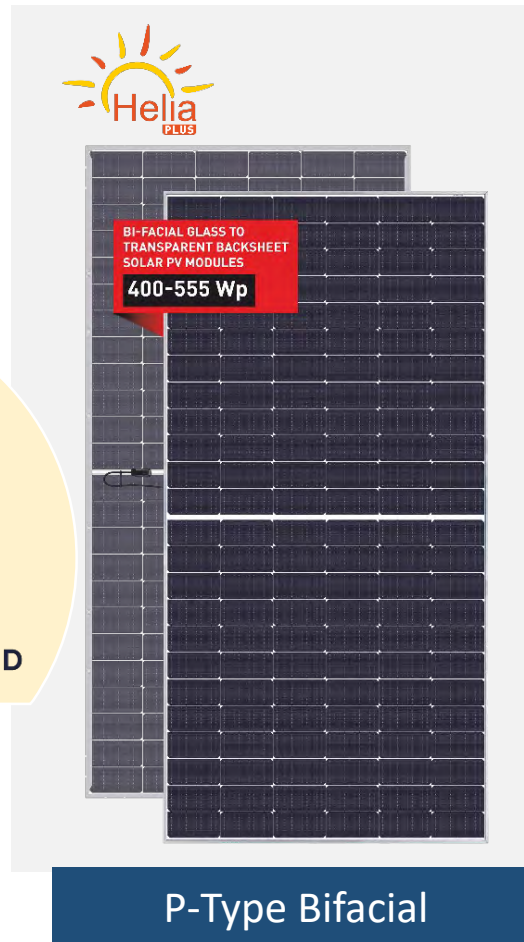 Helia
PLUS
BI-FACIAL GLASS TO
TRANSPARENT BACKSHEET
SOLAR PV MODULES
400-555 Wp
D
P-Type Bifacial